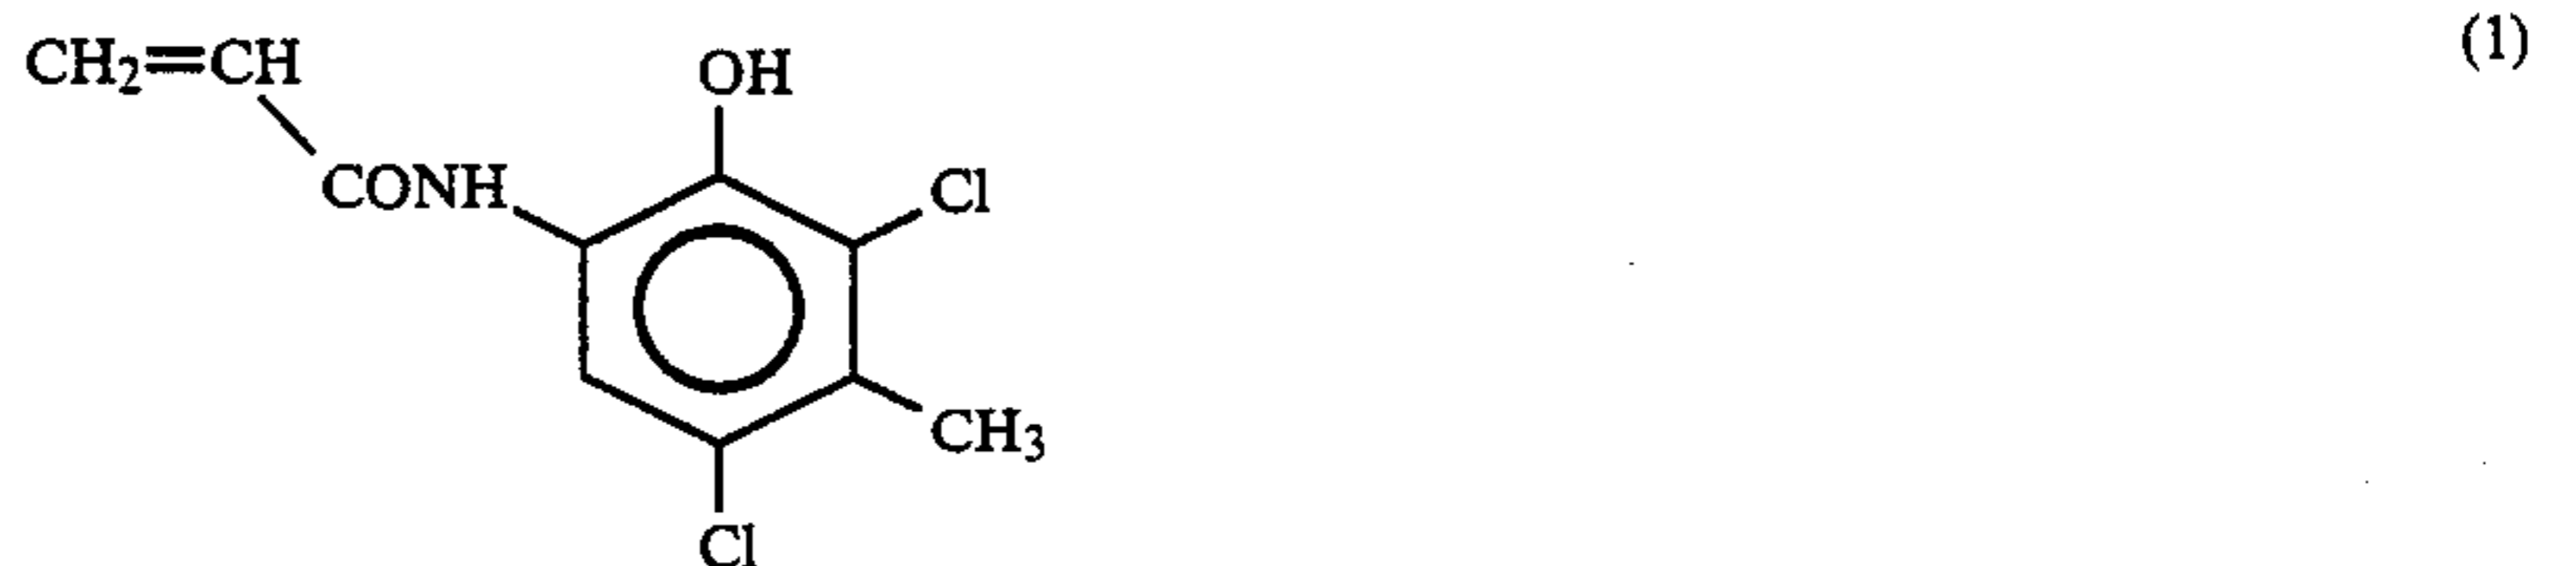 (1)
CH₂=CH
OH
CONH
Cl
CH₃
Cl